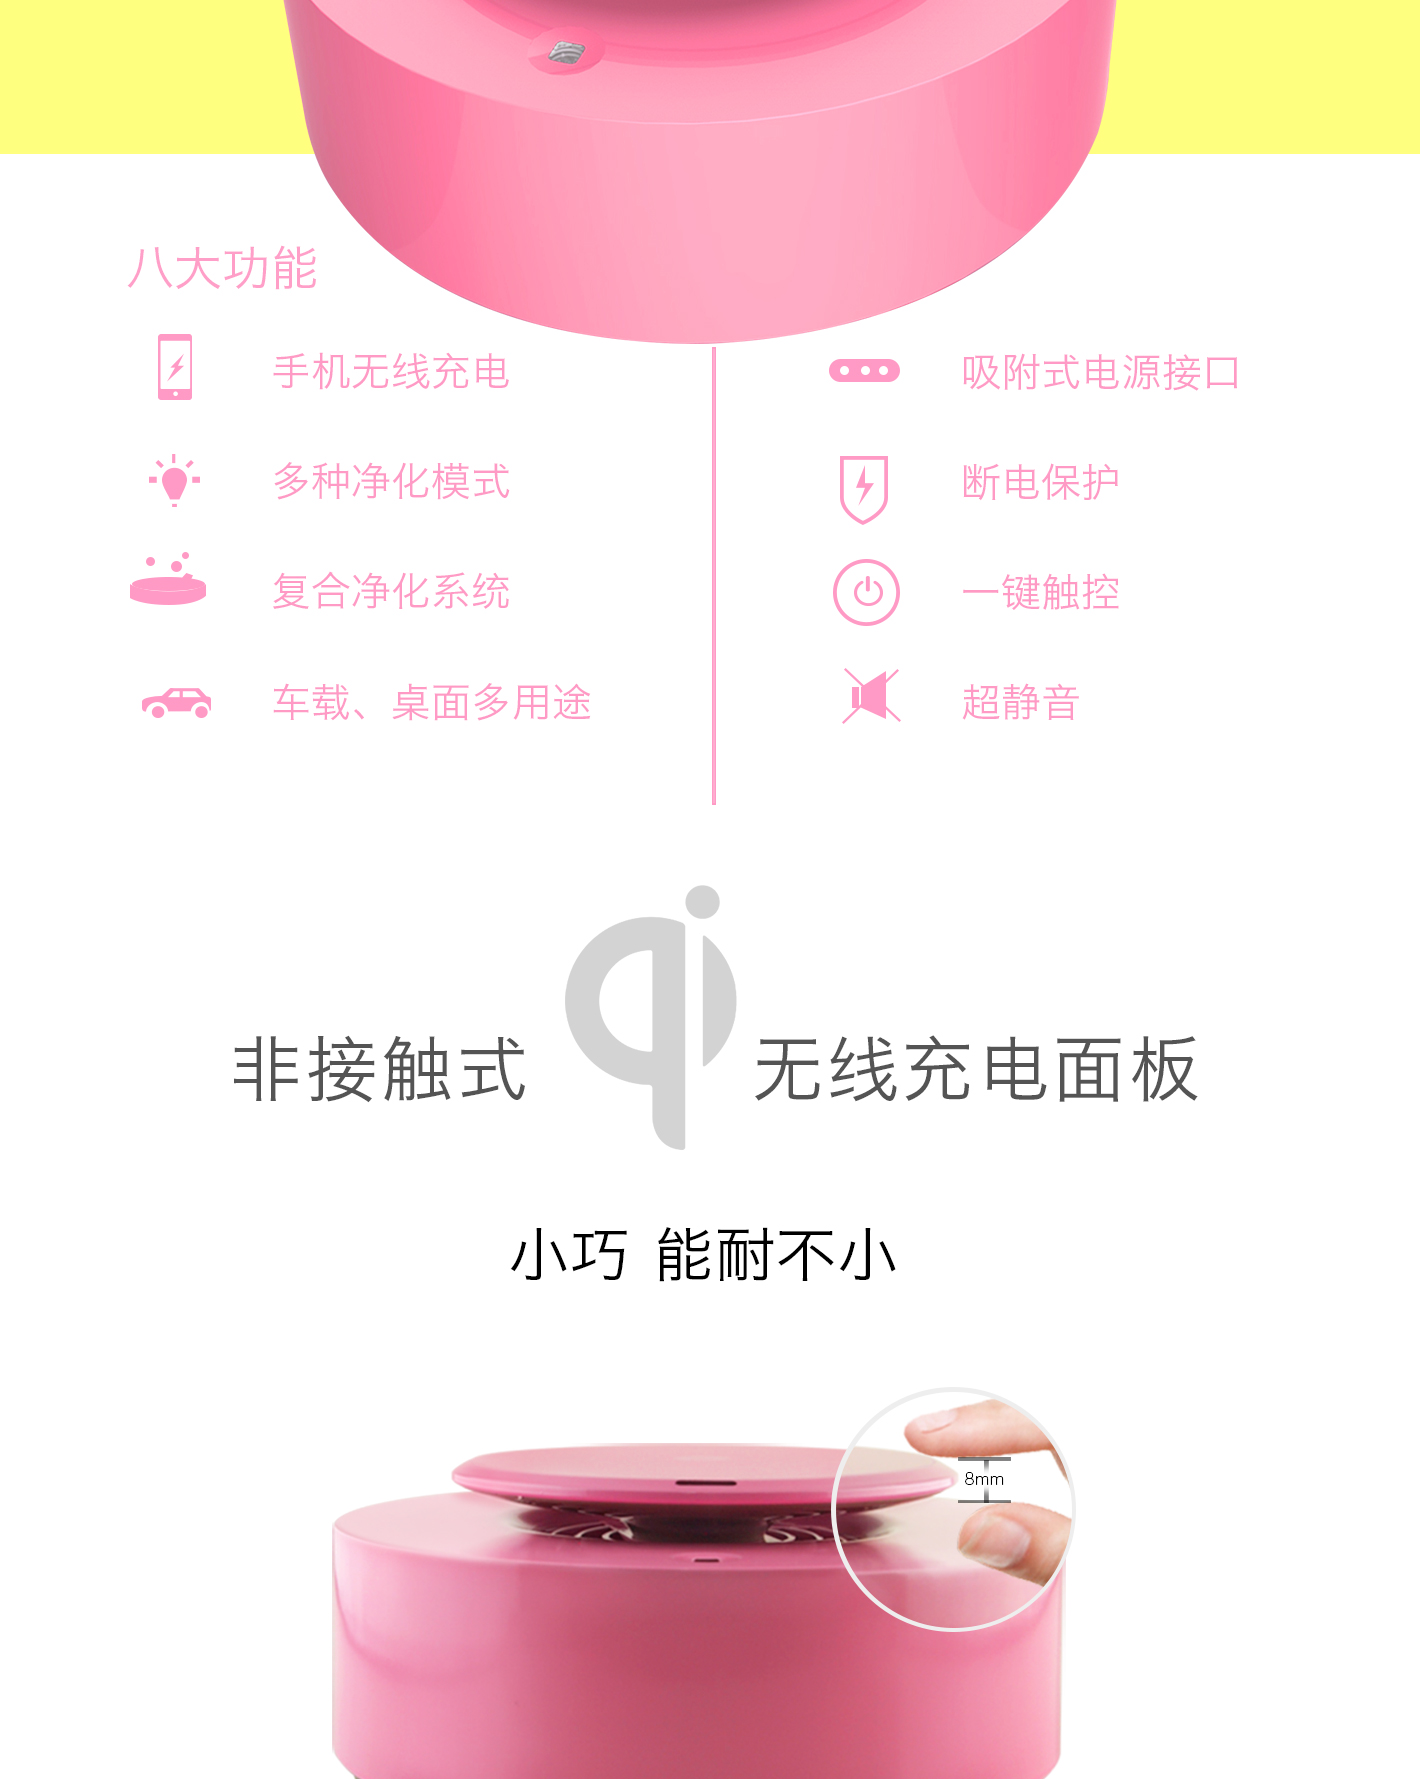 八大功能
手机无线充电
多种净化模式
复合净化系统
车载、桌面多用途
吸附式电源接口
断电保护
一键触控
超静音
非接触式 qi 无线充电面板
小巧 能耐不小
8mm